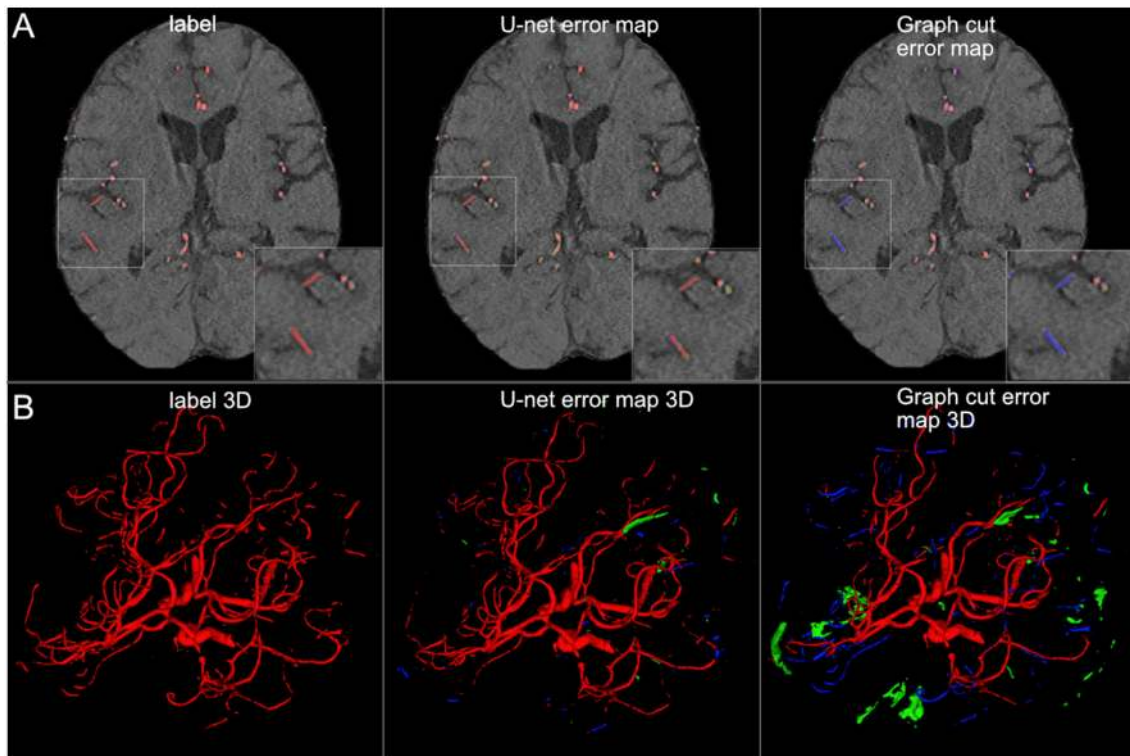 A
label
U-net error map
Graph cut
error map
B
label 3D
U-net error map 3D
Graph cut error
map 3D